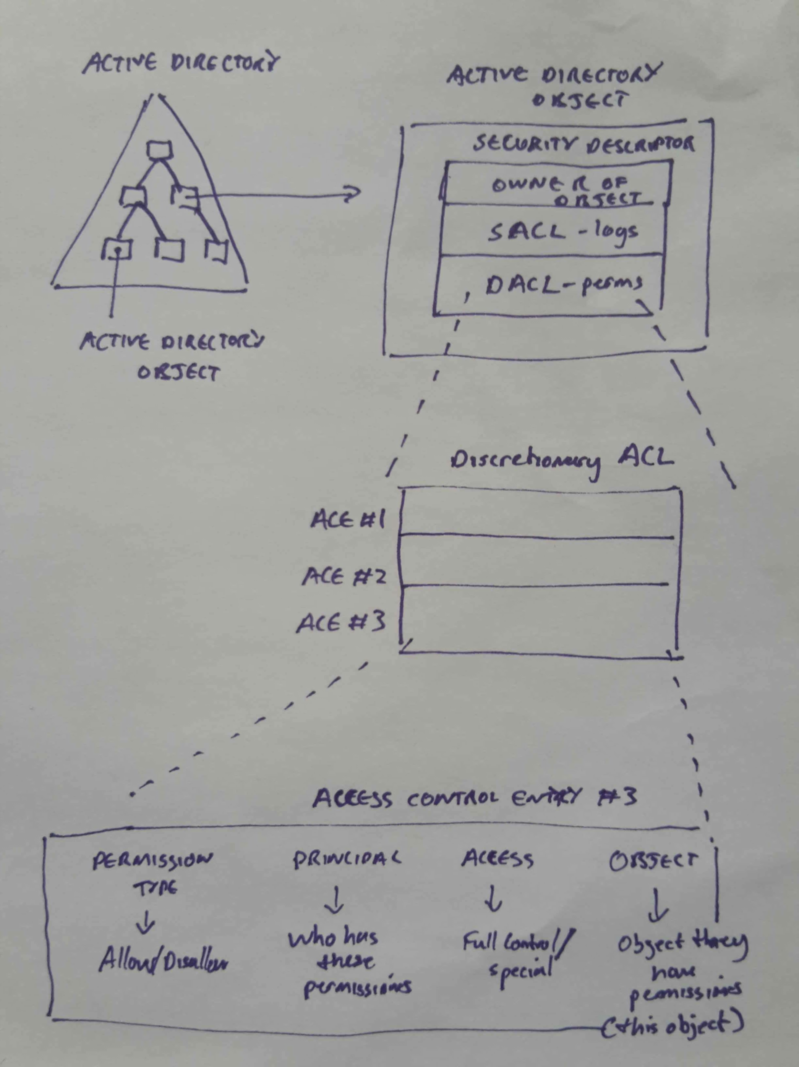 ACTIVE DIRECTORY
ACTIVE DIRECTORY
OBJECT
ACTIVE DIRECTORY
OBJECT
SECURITY DESCRIPTOR
OWNER OF
OBJECT
SACL - logs
DACL - perms
Discretionary ACL
ACE #1
ACE #2
ACE #3
ACCESS CONTROL ENTRY #3
PERMISSION
TYPE
Allow/Disallow
PRINCIPAL
Who has
these
permissions
ACCESS
Full Control/
special
OBJECT
Object they
have
permissions
(this object)